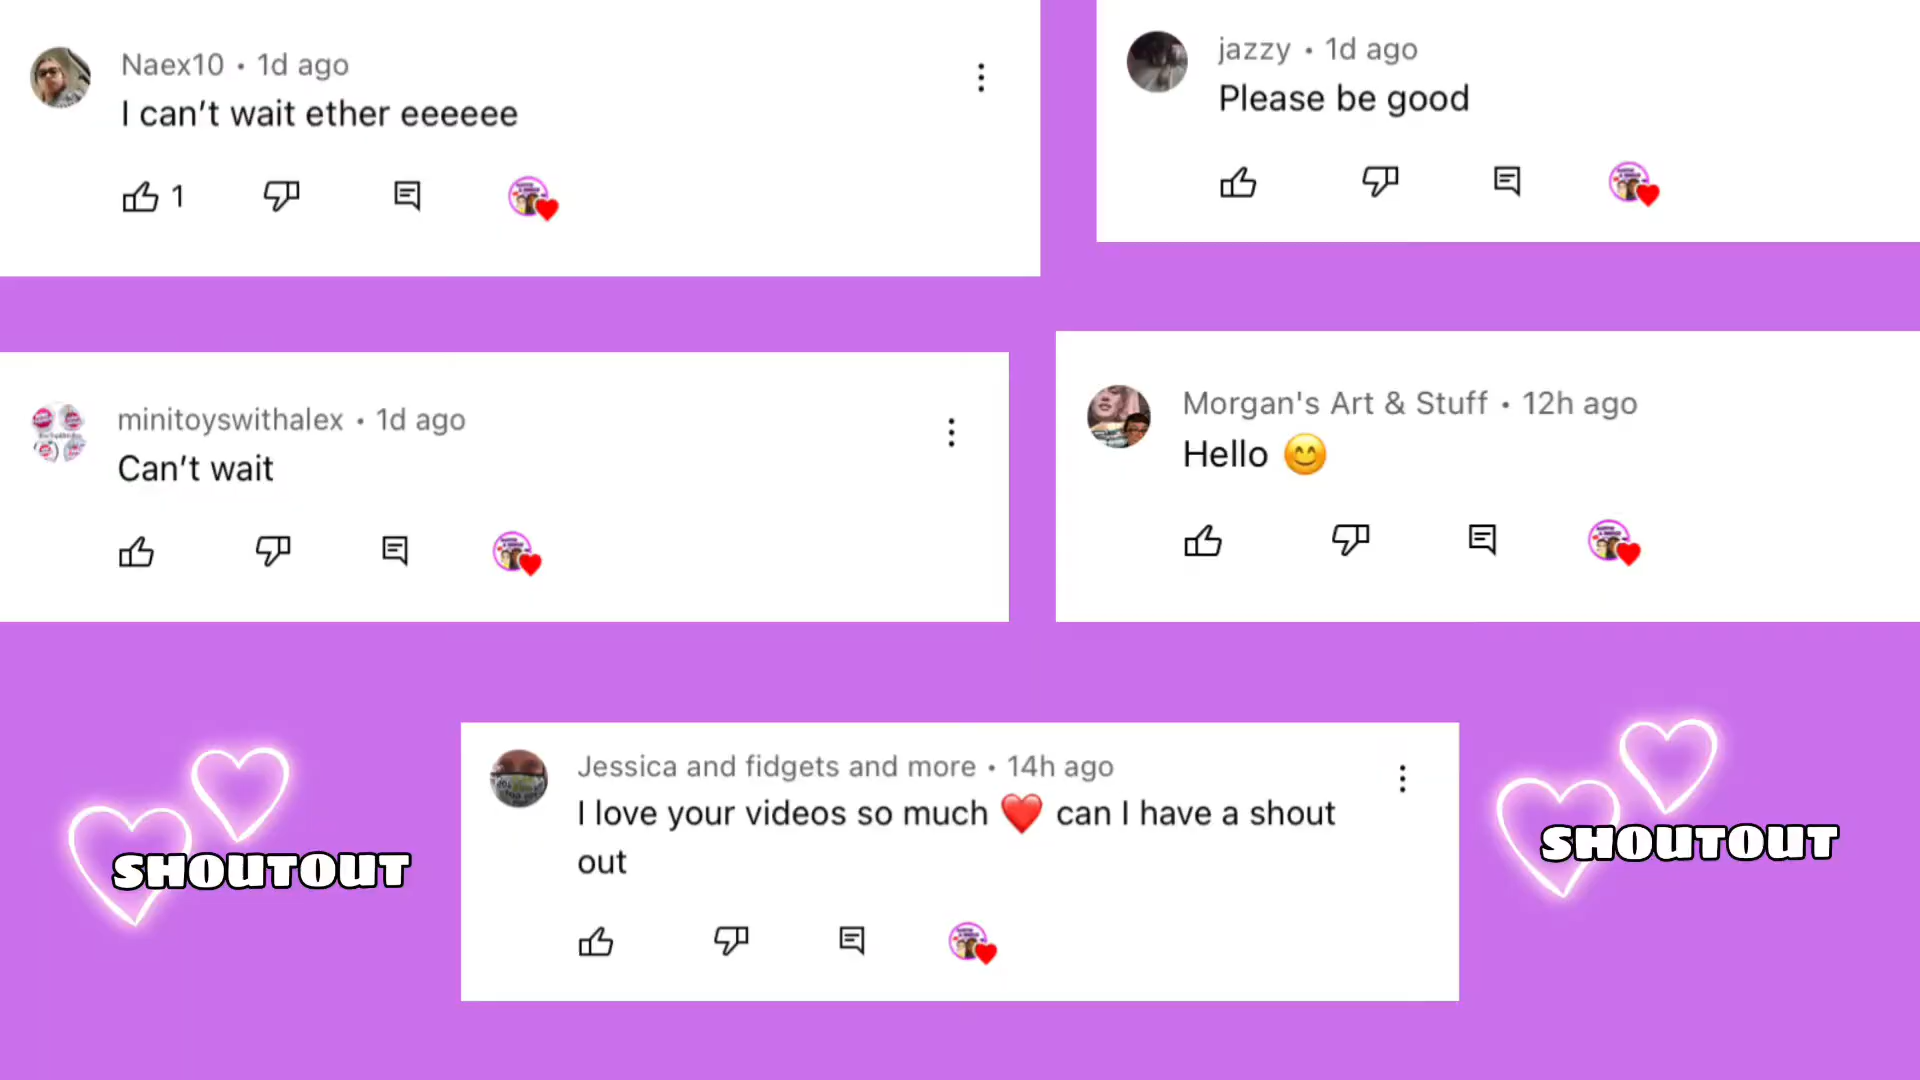 Naex10 • 1d ago
I can’t wait ether eeeeee
1
jazzy • 1d ago
Please be good
minitoyswithalex • 1d ago
Can’t wait
Morgan's Art & Stuff • 12h ago
Hello 😊
Jessica and fidgets and more • 14h ago
I love your videos so much ❤️ can I have a shout
out
SHOUTOUT
SHOUTOUT